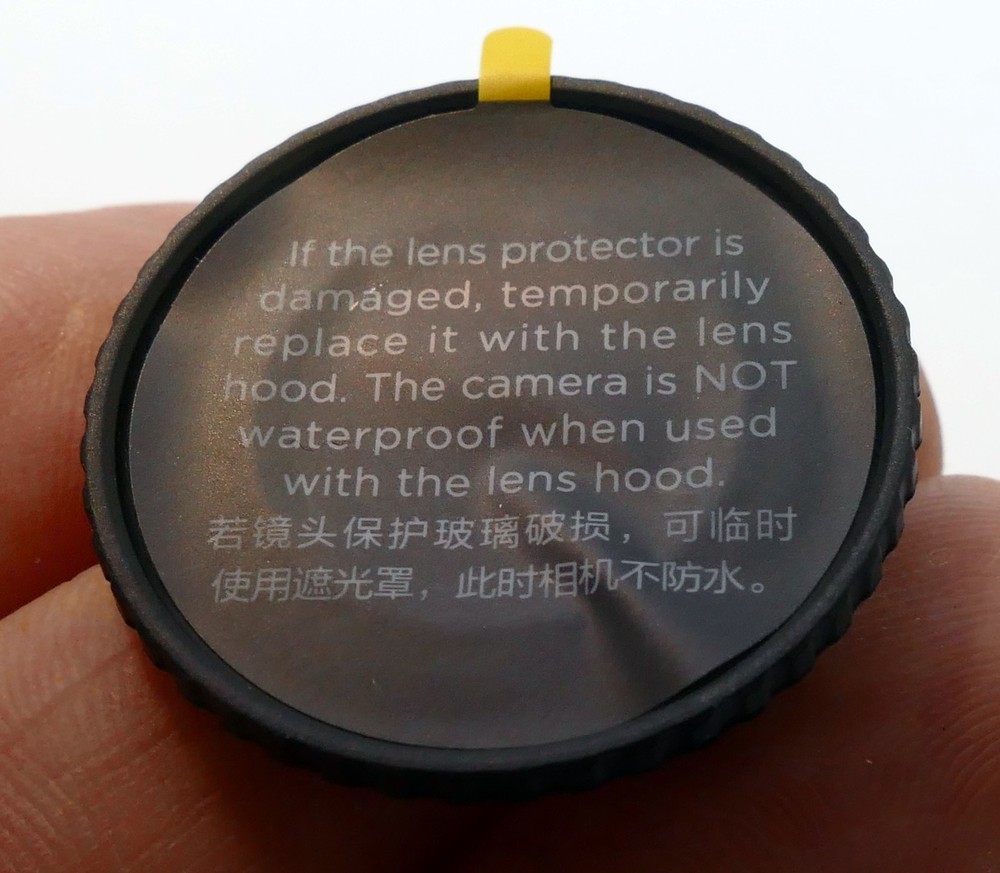 If the lens protector is
damaged, temporarily
replace it with the lens
hood. The camera is NOT
waterproof when used
with the lens hood.
若镜头保护玻璃破损，可临时
使用遮光罩，此时相机不防水。